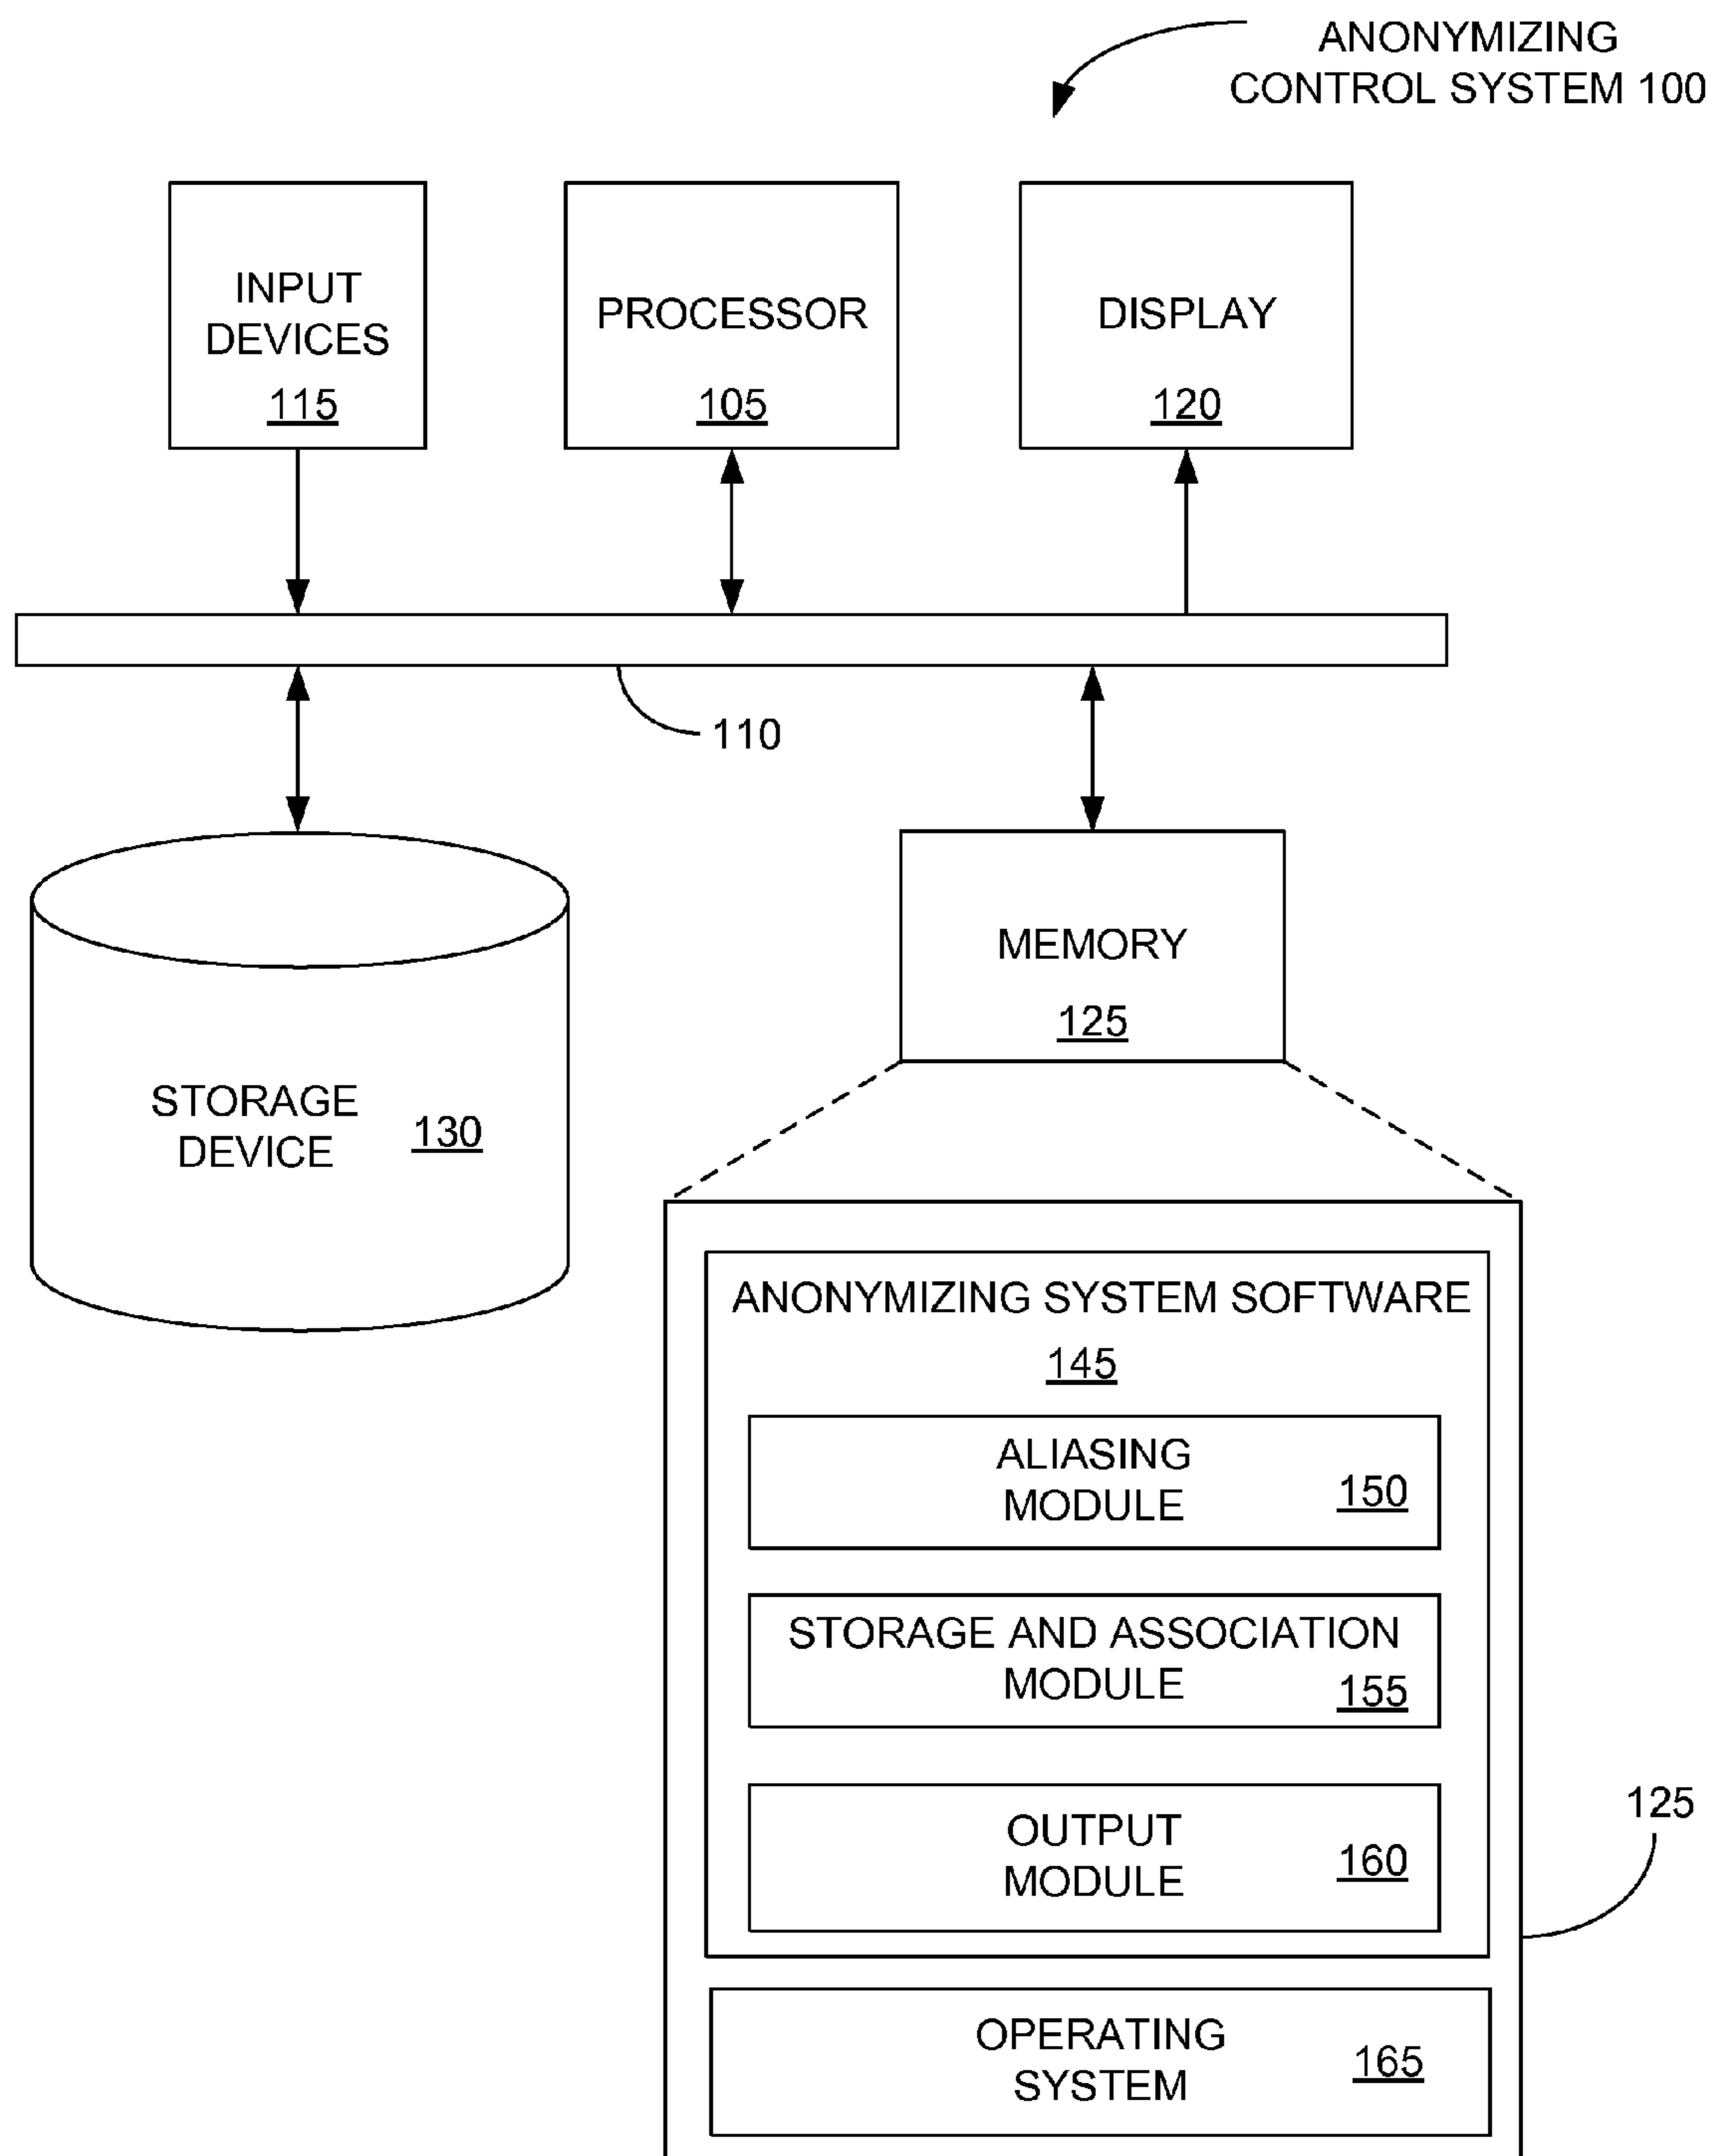 ANONYMIZING
CONTROL SYSTEM 100
INPUT
DEVICES
115
PROCESSOR
105
DISPLAY
120
110
STORAGE
DEVICE
130
MEMORY
125
ANONYMIZING SYSTEM SOFTWARE
145
ALIASING
MODULE
150
STORAGE AND ASSOCIATION
MODULE
155
OUTPUT
MODULE
160
125
OPERATING
SYSTEM
165